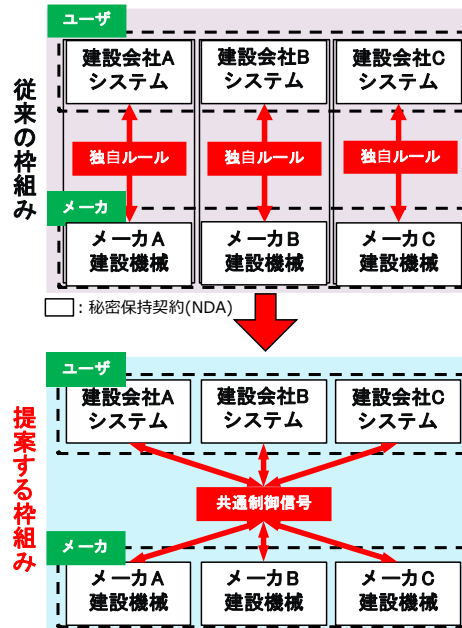 従来の枠組み
ユーザ
建設会社A
システム
建設会社B
システム
建設会社C
システム
独自ルール
独自ルール
独自ルール
メーカ
メーカA
建設機械
メーカB
建設機械
メーカC
建設機械
：秘密保持契約(NDA)
提案する枠組み
ユーザ
建設会社A
システム
建設会社B
システム
建設会社C
システム
共通制御信号
メーカ
メーカA
建設機械
メーカB
建設機械
メーカC
建設機械